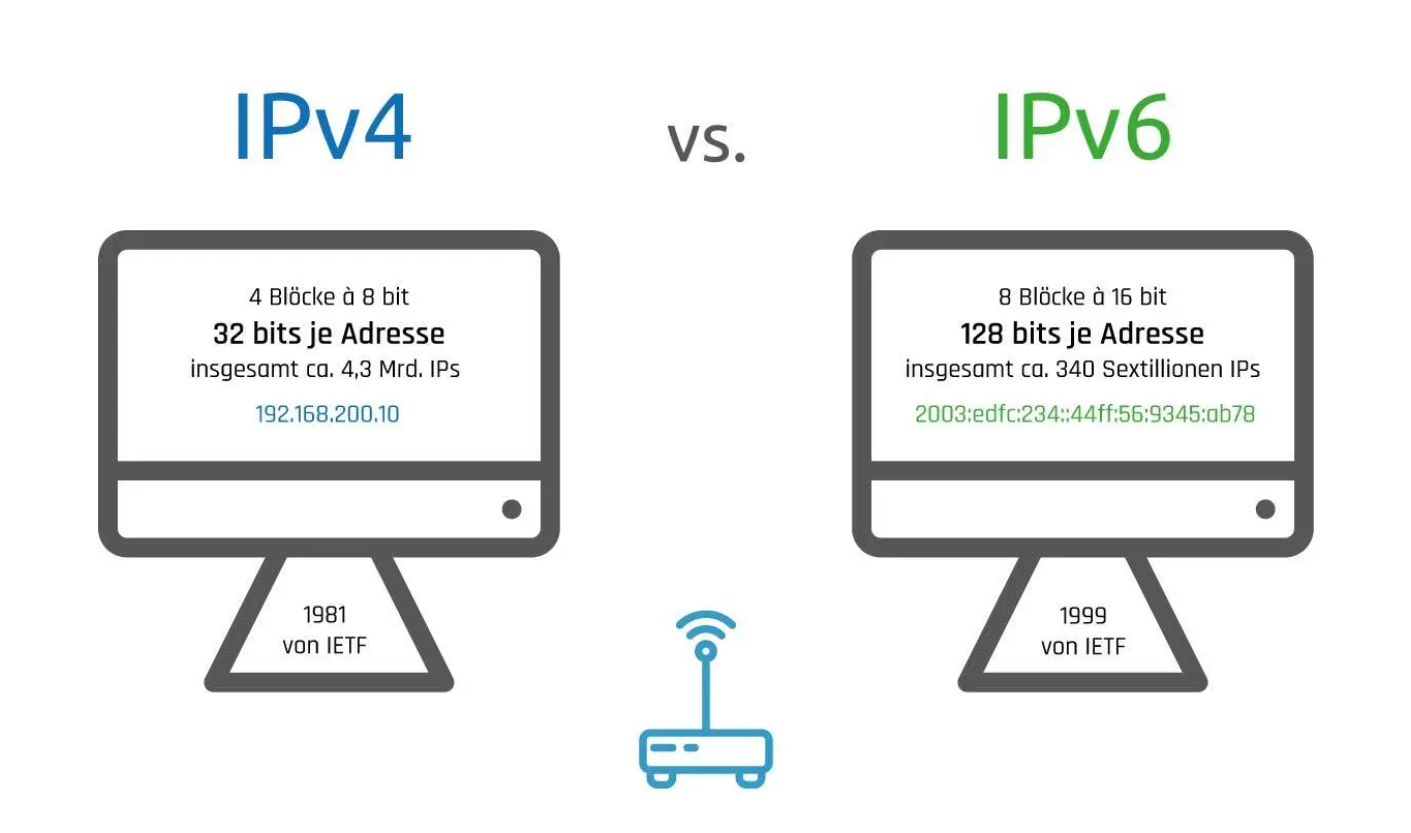 IPv4 vs. IPv6
4 Blöcke à 8 bit
32 bits je Adresse
insgesamt ca. 4,3 Mrd. IPs
192.168.200.10
1981
von IETF
8 Blöcke à 16 bit
128 bits je Adresse
insgesamt ca. 340 Sextillionen IPs
2003:edfc:234::44ff:56:9345:ab78
1999
von IETF